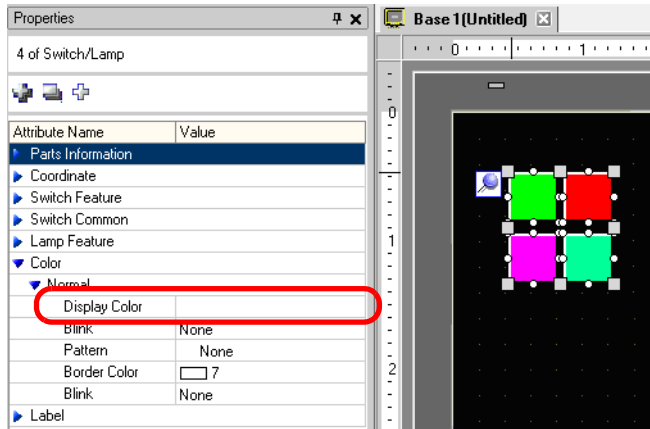 Properties
Base 1(Untitled)
4 of Switch/Lamp
0 1
Attribute Name Value
Parts Information
Coordinate
Switch Feature
Switch Common
Lamp Feature
Color
Normal
Display Color
Blink None
Pattern None
Border Color 7
Blink None
Label
0
1
2